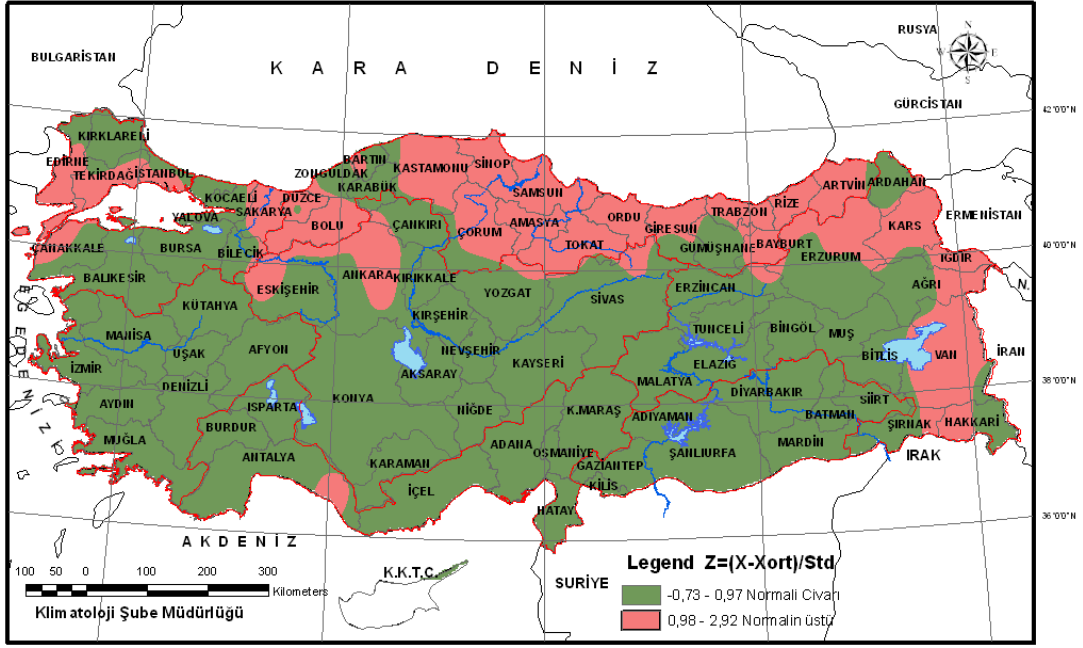 RUSYA
BULGARİSTAN
K A R A D E N İ Z
N
W E
S
GÜRCİSTAN
42°0'0"N
KIRKLARELİ
EDİRNE
TEKİRDAĞ
İSTANBUL
BARTIN
ZONGULDAK
KARABÜK
KASTAMONU
SİNOP
SAMSUN
ARTVİN
ARDAHAN
KOCAELİ
YALOVA
SAKARYA
DÜZCE
BOLU
ÇANKIRI
ÇORUM
AMASYA
TOKAT
ORDU
GİRESUN
TRABZON
RİZE
KARS
ERMENİSTAN
ÇANAKKALE
BURSA
BİLECİK
GÜMÜŞHANE
BAYBURT
ERZURUM
IĞDIR
40°0'0"N
BALIKESİR
KÜTAHYA
ESKİŞEHİR
ANKARA
KIRIKKALE
YOZGAT
SİVAS
ERZİNCAN
AĞRI
N.
EGE DENİZİ
MANİSA
UŞAK
AFYON
KIRŞEHİR
NEVŞEHİR
KAYSERİ
TUNCELİ
BİNGÖL
MUŞ
BİTLİS
VAN
İRAN
İZMİR
DENİZLİ
AKSARAY
ELAZIĞ
MALATYA
DİYARBAKIR
SİİRT
38°0'0"N
AYDIN
ISPARTA
KONYA
NİĞDE
K.MARAŞ
ADIYAMAN
BATMAN
ŞIRNAK
HAKKARİ
MUĞLA
BURDUR
ANTALYA
KARAMAN
ADANA
OSMANİYE
GAZİANTEP
ŞANLIURFA
MARDİN
IRAK
İÇEL
KİLİS
HATAY
36°0'0"N
AKDENİZ
K.K.T.C.
SURİYE
Legend Z=(X-Xort)/Std
-0,73 - 0,97 Normali Civarı
0,98 - 2,92 Normalin üstü
100 50 0 100 200 300
Kilometers
Klimatoloji Şube Müdürlüğü